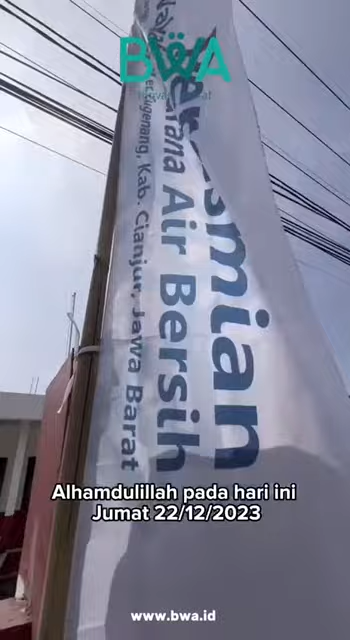 BWA
Peresmian
Sarana Air Bersih
Kec. Cugenang, Kab. Cianjur, Jawa Barat
Alhamdulillah pada hari ini
Jumat 22/12/2023
www.bwa.id